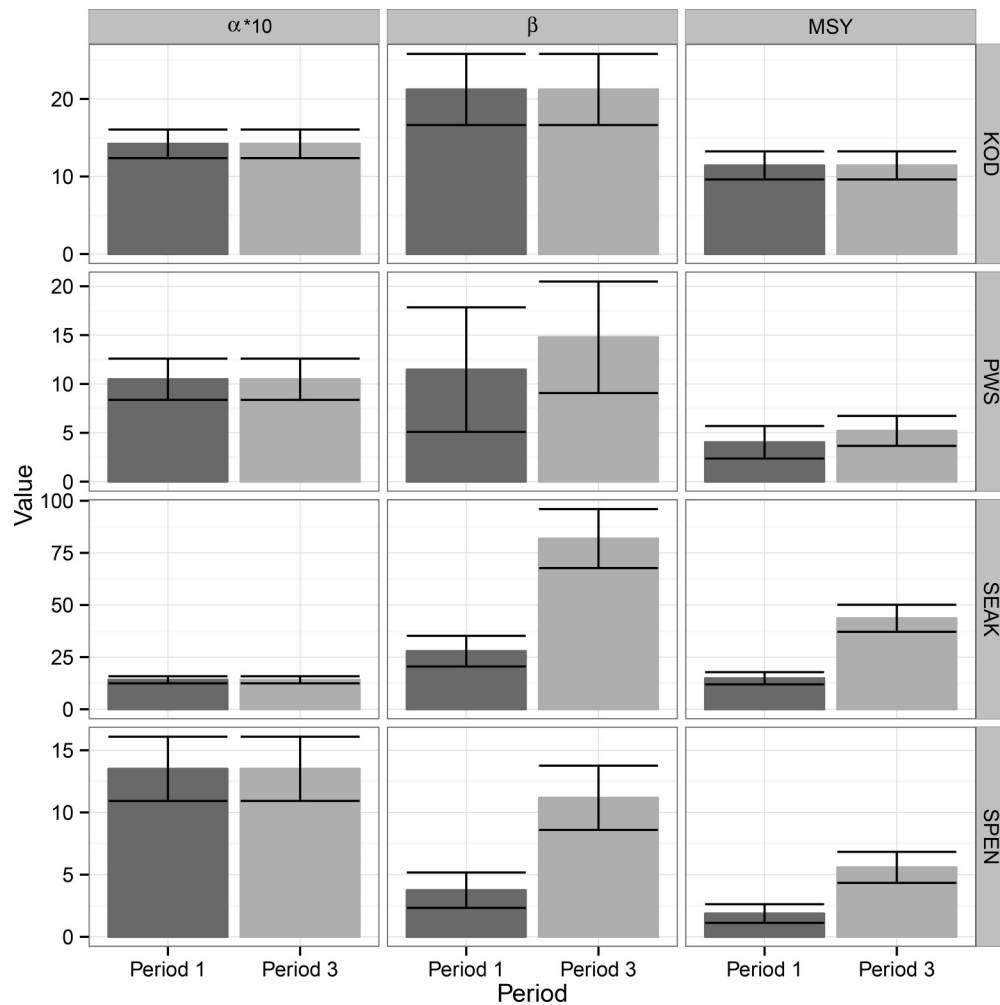 α*10 β MSY
20
10
0
KOD
20
15
10
5
0
PWS
Value
100
75
50
25
0
SEAK
15
10
5
0
SPEN
Period 1 Period 3 Period 1 Period 3 Period 1 Period 3
Period